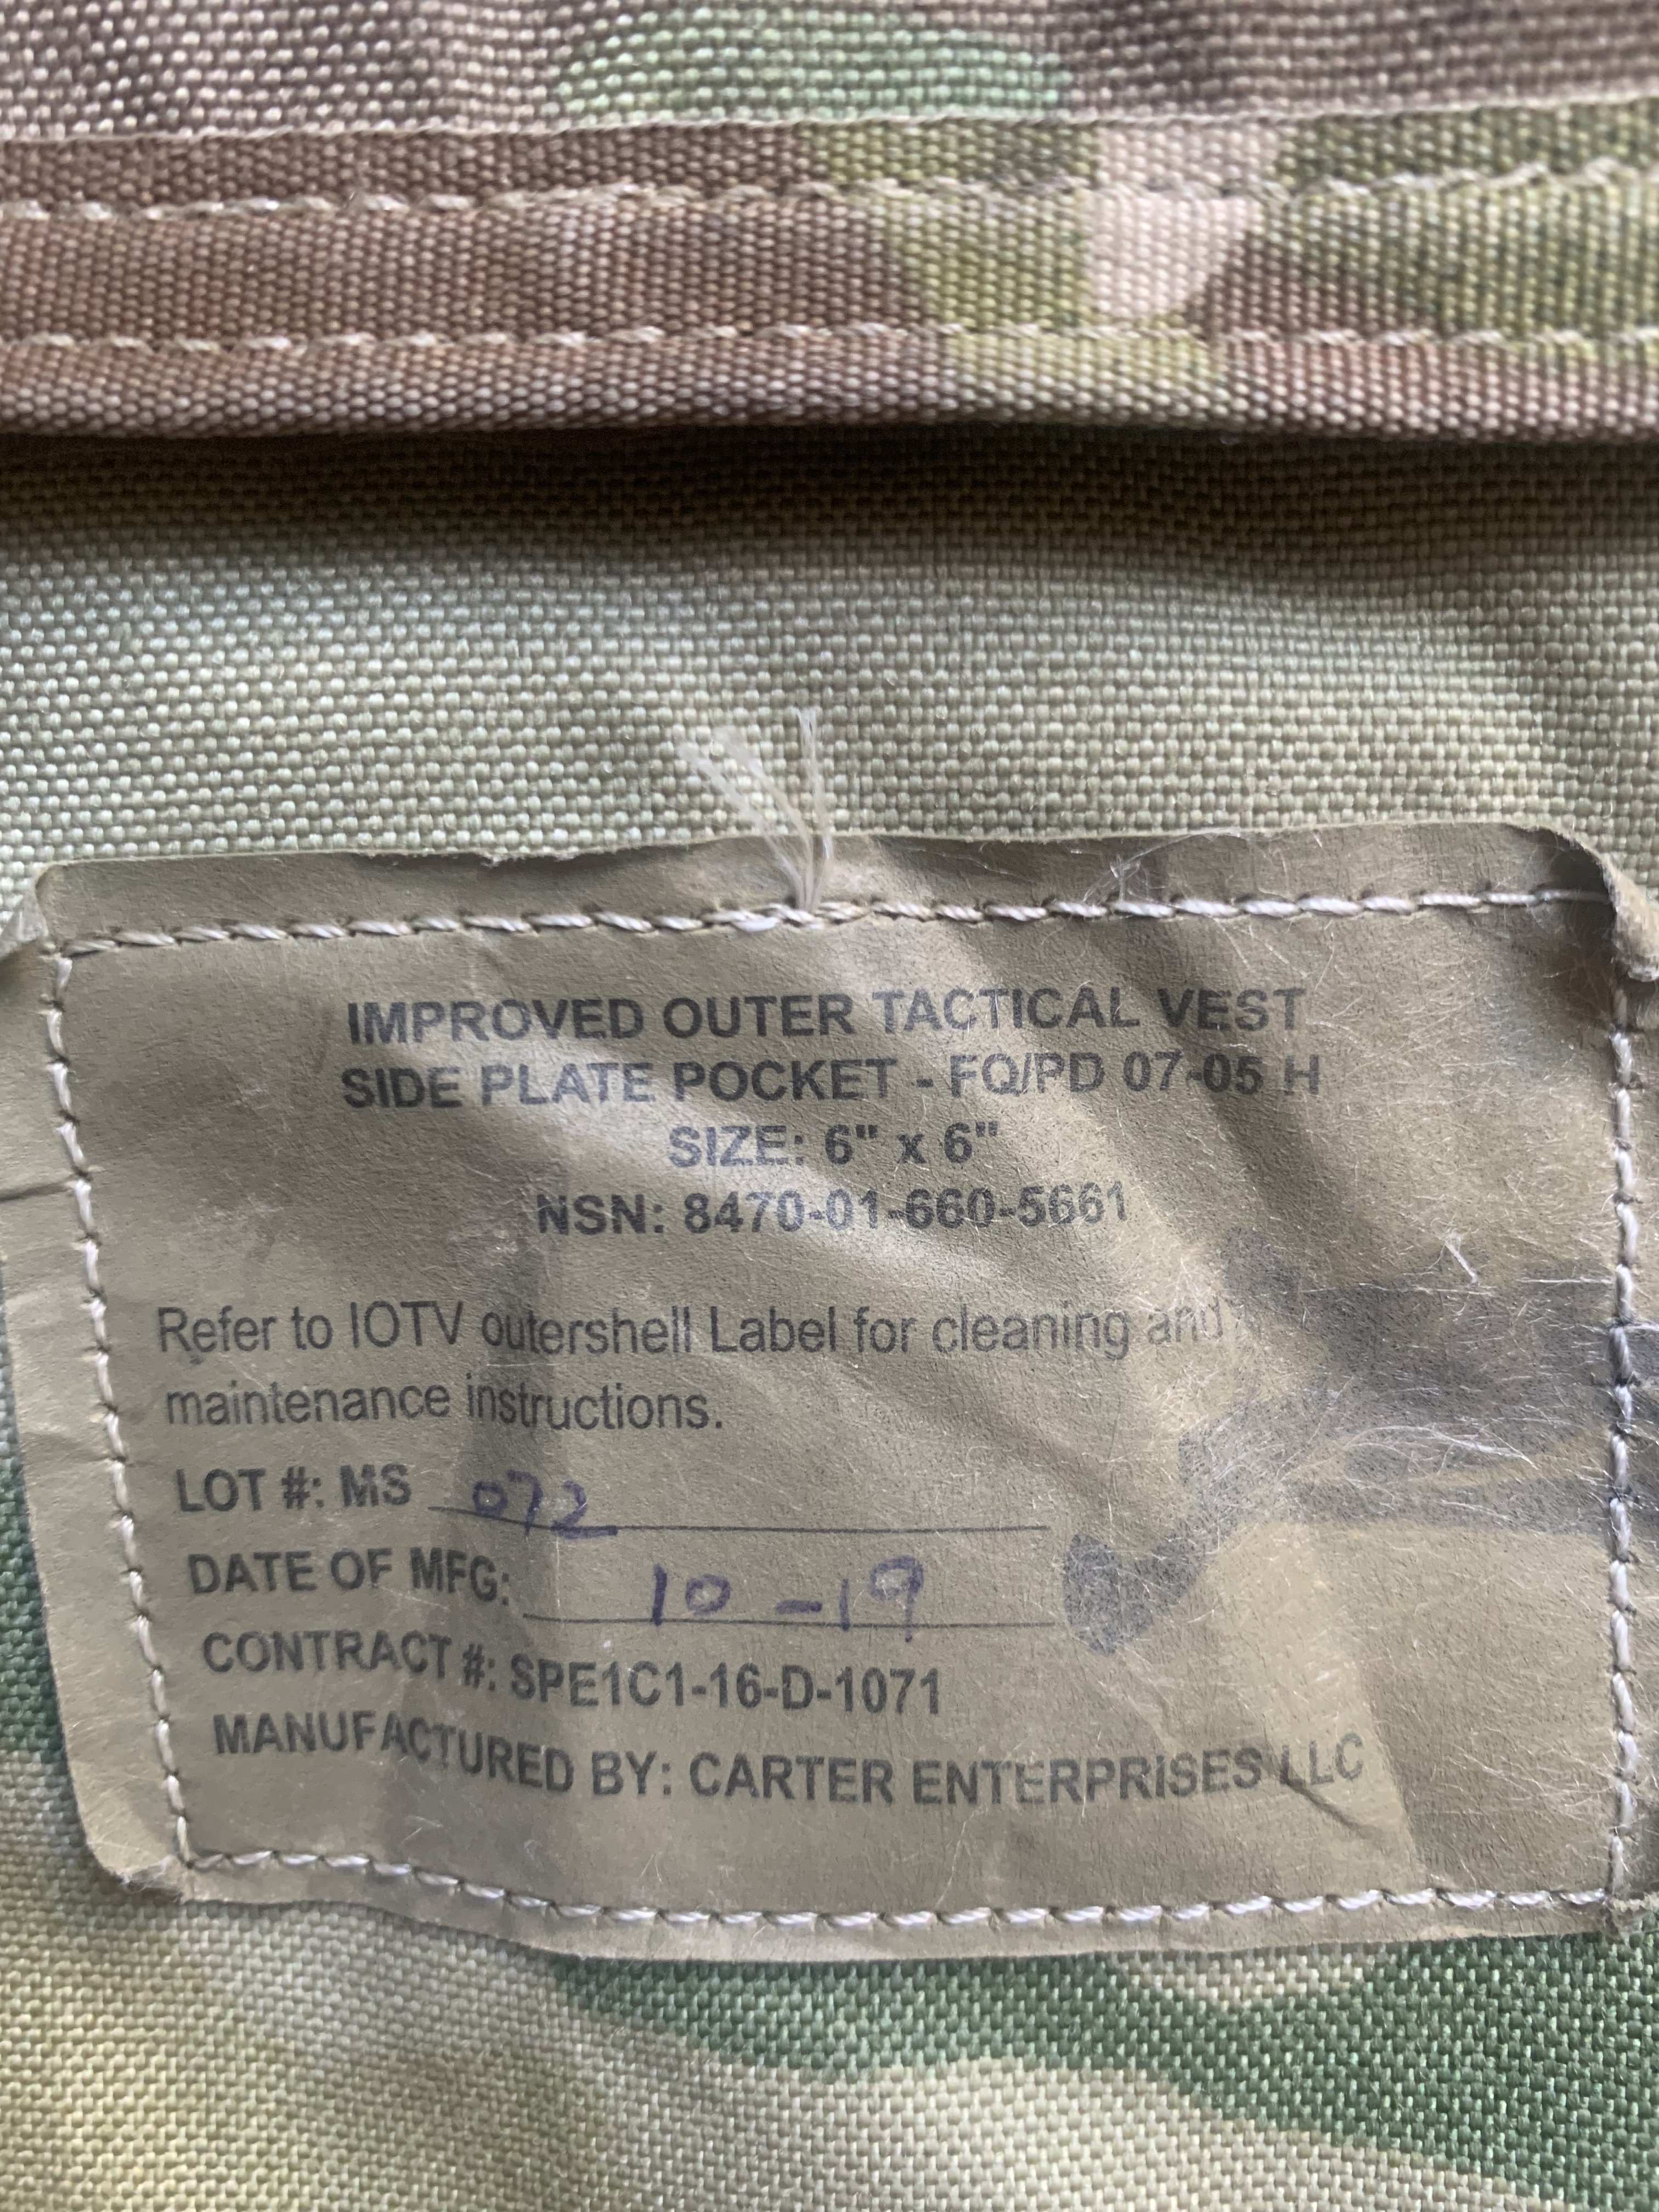 IMPROVED OUTER TACTICAL VEST
SIDE PLATE POCKET - FQ/PD 07-05 H
SIZE: 6" x 6"
NSN: 8470-01-660-5661
Refer to IOTV outershell Label for cleaning and
maintenance instructions.
LOT #: MS 072
DATE OF MFG: 10 - 19
CONTRACT #: SPE1C1-16-D-1071
MANUFACTURED BY: CARTER ENTERPRISES LLC